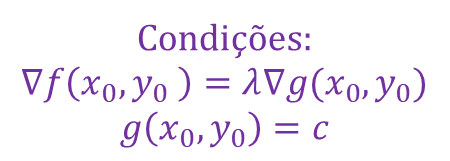 Condições:
∇f(x₀, y₀ ) = λ∇g(x₀, y₀)
g(x₀, y₀) = c